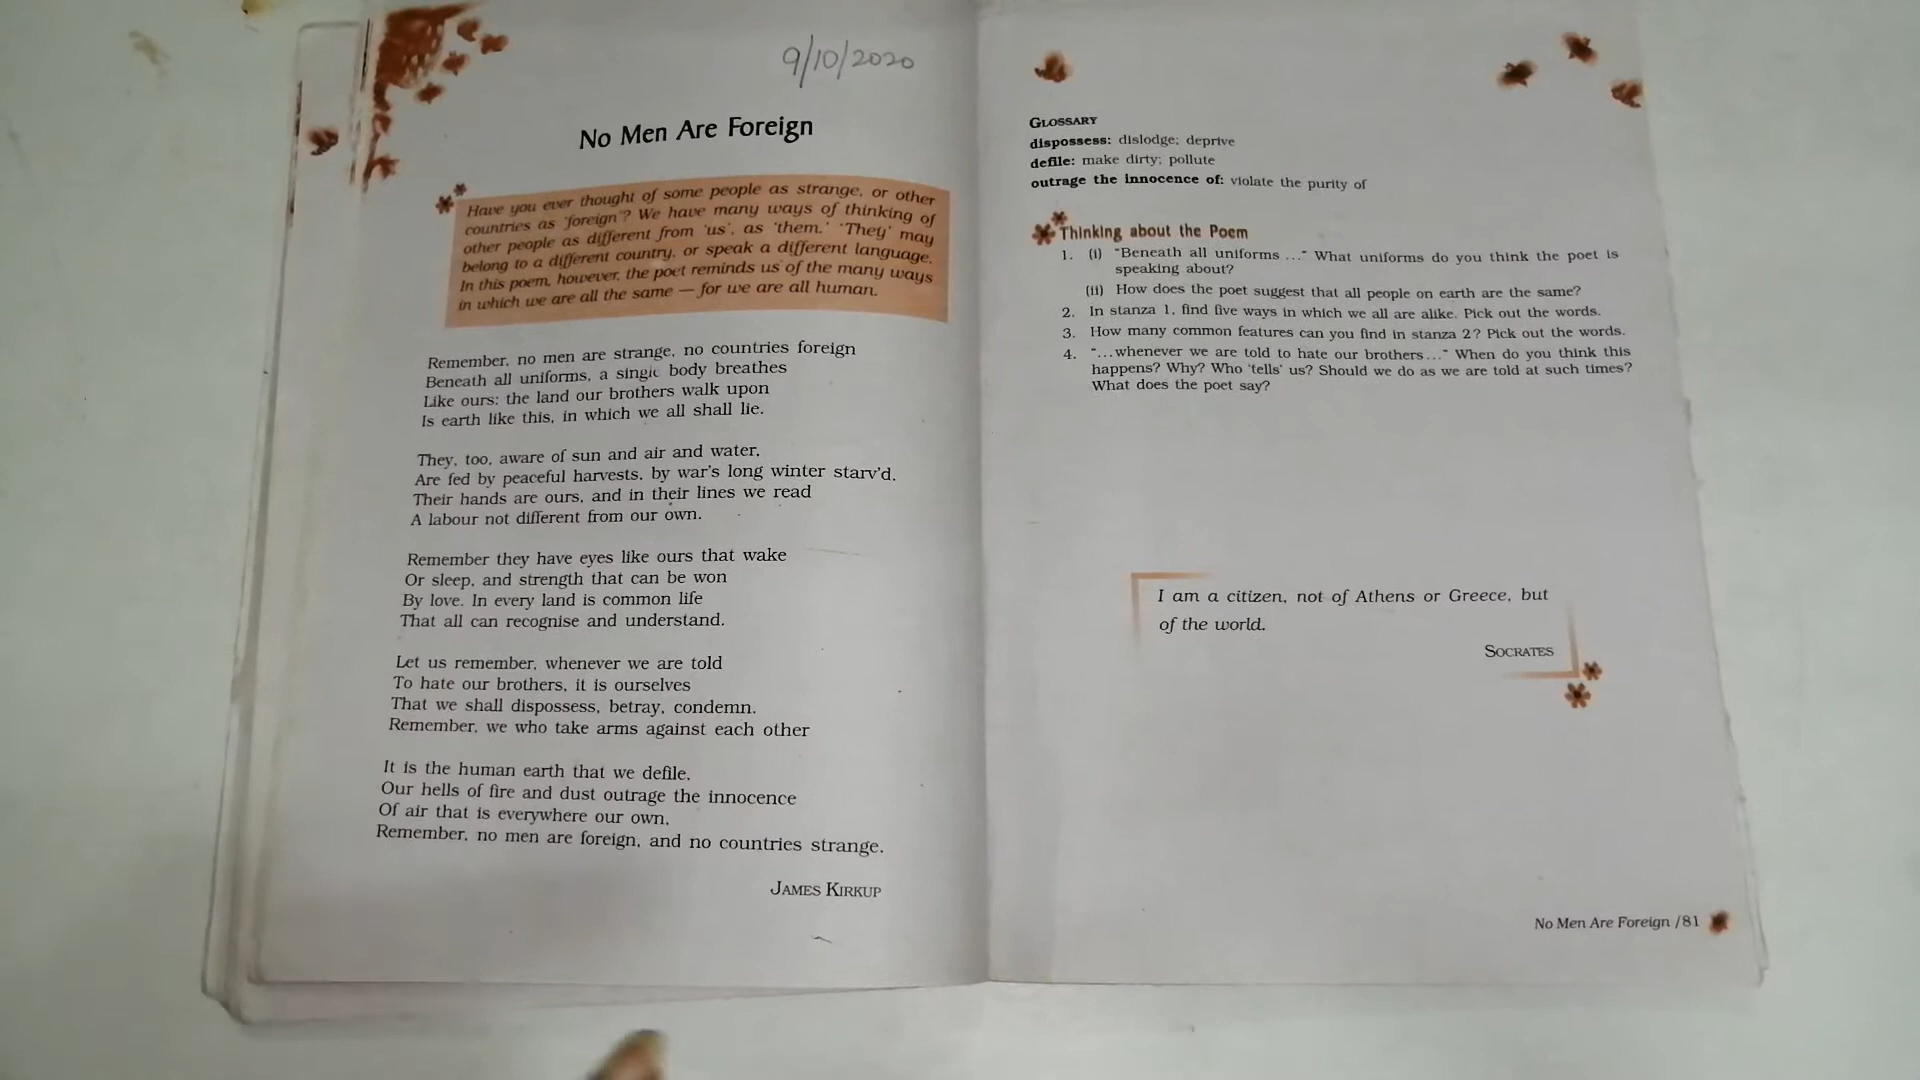 9/10/2020
No Men Are Foreign
Have you ever thought of some people as strange, or other
countries as 'foreign'? We have many ways of thinking of
other people as different from 'us', as 'them.' 'They' may
belong to a different country, or speak a different language.
In this poem, however, the poet reminds us of the many ways
in which we are all the same — for we are all human.
Remember, no men are strange, no countries foreign
Beneath all uniforms, a single body breathes
Like ours: the land our brothers walk upon
Is earth like this, in which we all shall lie.
They, too, aware of sun and air and water,
Are fed by peaceful harvests, by war's long winter starv'd.
Their hands are ours, and in their lines we read
A labour not different from our own.
Remember they have eyes like ours that wake
Or sleep, and strength that can be won
By love. In every land is common life
That all can recognise and understand.
Let us remember, whenever we are told
To hate our brothers, it is ourselves
That we shall dispossess, betray, condemn.
Remember, we who take arms against each other
It is the human earth that we defile.
Our hells of fire and dust outrage the innocence
Of air that is everywhere our own,
Remember, no men are foreign, and no countries strange.
JAMES KIRKUP
GLOSSARY
dispossess: dislodge; deprive
defile: make dirty; pollute
outrage the innocence of: violate the purity of
Thinking about the Poem
1. (i) "Beneath all uniforms ..." What uniforms do you think the poet is
speaking about?
(ii) How does the poet suggest that all people on earth are the same?
2. In stanza 1, find five ways in which we all are alike. Pick out the words.
3. How many common features can you find in stanza 2? Pick out the words.
4. "...whenever we are told to hate our brothers..." When do you think this
happens? Why? Who 'tells' us? Should we do as we are told at such times?
What does the poet say?
I am a citizen, not of Athens or Greece, but
of the world.
SOCRATES
No Men Are Foreign /81